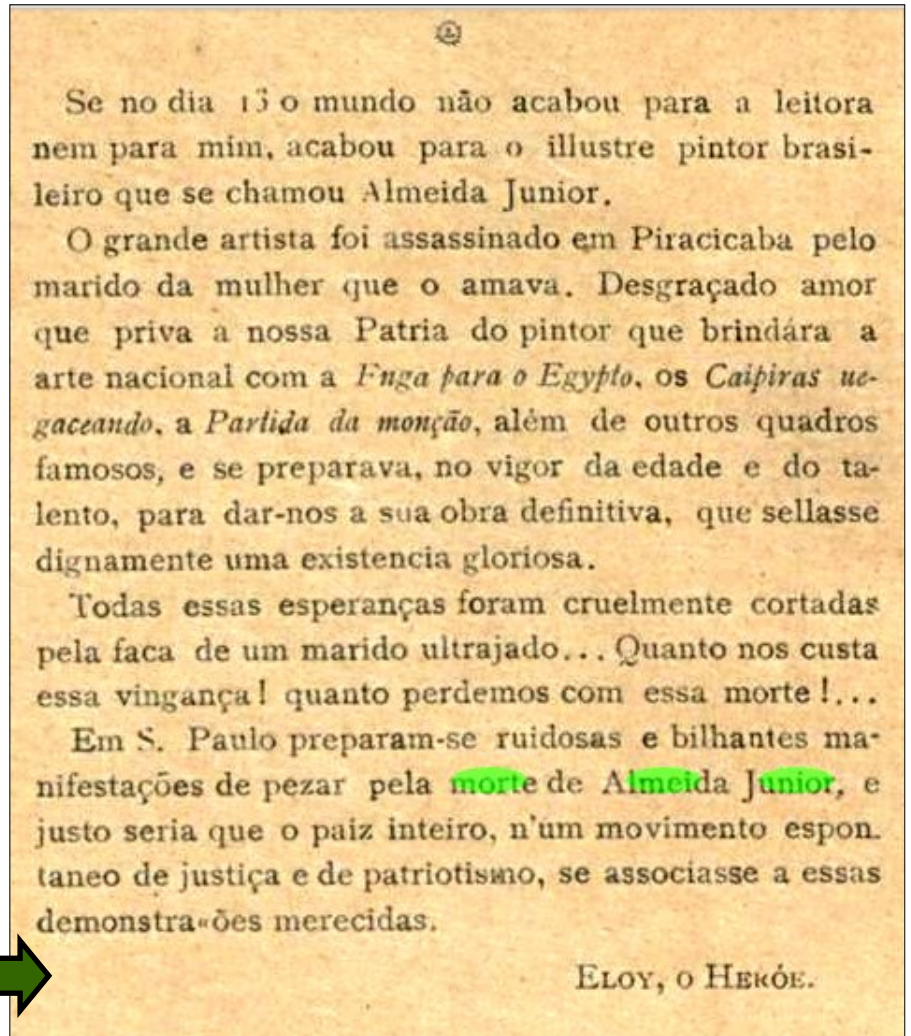 Se no dia 13 o mundo não acabou para a leitora
nem para mim, acabou para o illustre pintor brasi-
leiro que se chamou Almeida Junior.
O grande artista foi assassinado em Piracicaba pelo
marido da mulher que o amava. Desgraçado amor
que priva a nossa Patria do pintor que brindára a
arte nacional com a Fuga para o Egypto, os Caipiras ne-
gaceando, a Partida da monção, além de outros quadros
famosos, e se preparava, no vigor da edade e do ta-
lento, para dar-nos a sua obra definitiva, que sellasse
dignamente uma existencia gloriosa.
Todas essas esperanças foram cruelmente cortadas
pela faca de um marido ultrajado... Quanto nos custa
essa vingança! quanto perdemos com essa morte!...
Em S. Paulo preparam-se ruidosas e bilhantes ma-
nifestações de pezar pela morte de Almeida Junior, e
justo seria que o paiz inteiro, n'um movimento espon.
taneo de justiça e de patriotismo, se associasse a essas
demonstrações merecidas.
ELOY, O HERÓE.